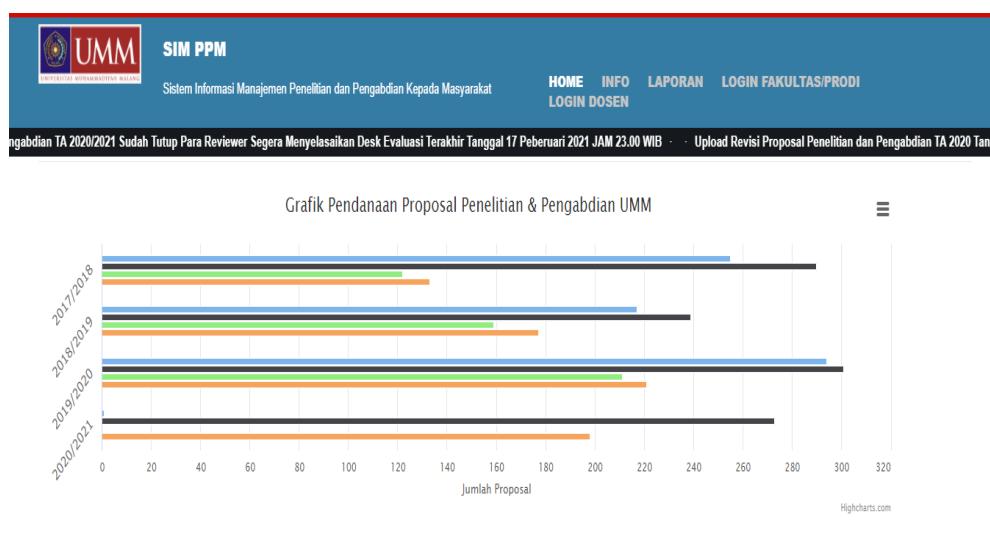 UMM
UNIVERSITAS MUHAMMADIYAH MALANG
SIM PPM
Sistem Informasi Manajemen Penelitian dan Pengabdian Kepada Masyarakat
HOME INFO LAPORAN LOGIN FAKULTAS/PRODI
LOGIN DOSEN
ngabdian TA 2020/2021 Sudah Tutup Para Reviewer Segera Menyelesaikan Desk Evaluasi Terakhir Tanggal 17 Peberuari 2021 JAM 23.00 WIB - - Upload Revisi Proposal Penelitian dan Pengabdian TA 2020 Tan
Grafik Pendanaan Proposal Penelitian & Pengabdian UMM
2017/2018
2018/2019
2019/2020
2020/2021
0 20 40 60 80 100 120 140 160 180 200 220 240 260 280 300 320
Jumlah Proposal
Highcharts.com